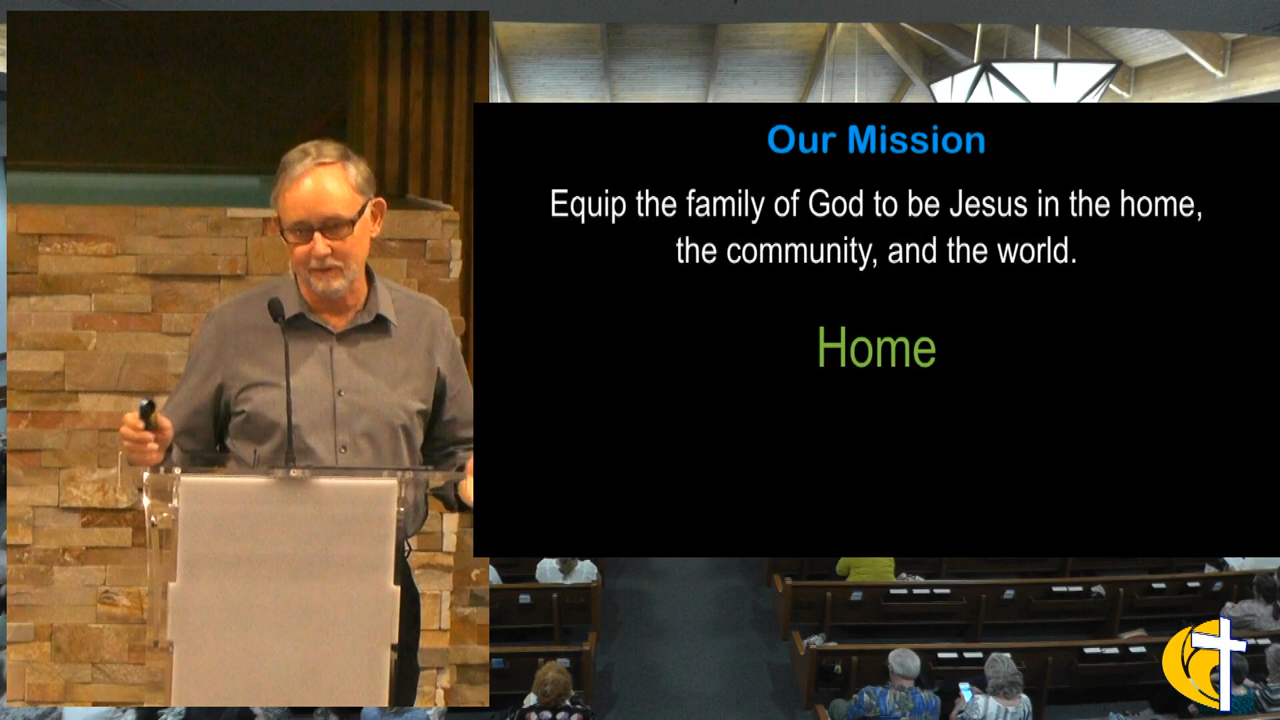 Our Mission
Equip the family of God to be Jesus in the home,
the community, and the world.
Home